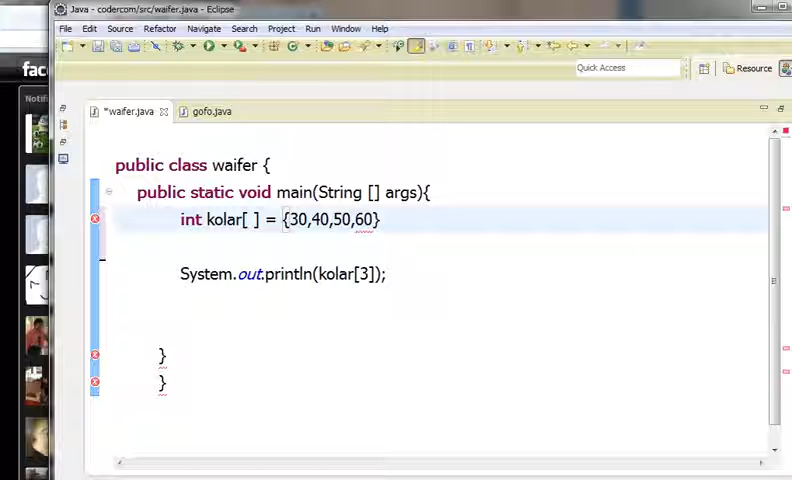 Java - codercom/src/waifer.java - Eclipse
File Edit Source Refactor Navigate Search Project Run Window Help
Quick Access
Resource
fac
Notifi
*waifer.java
gofo.java
public class waifer {
public static void main(String [] args){
int kolar[ ] = {30,40,50,60}
System.out.println(kolar[3]);
}
}